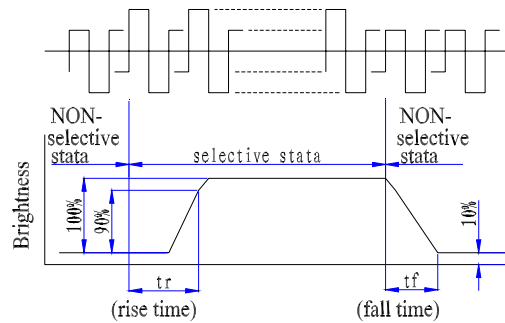 NON-
selective
stata
selective stata
NON-
selective
stata
Brightness
100%
90%
10%
tr
(rise time)
tf
(fall time)